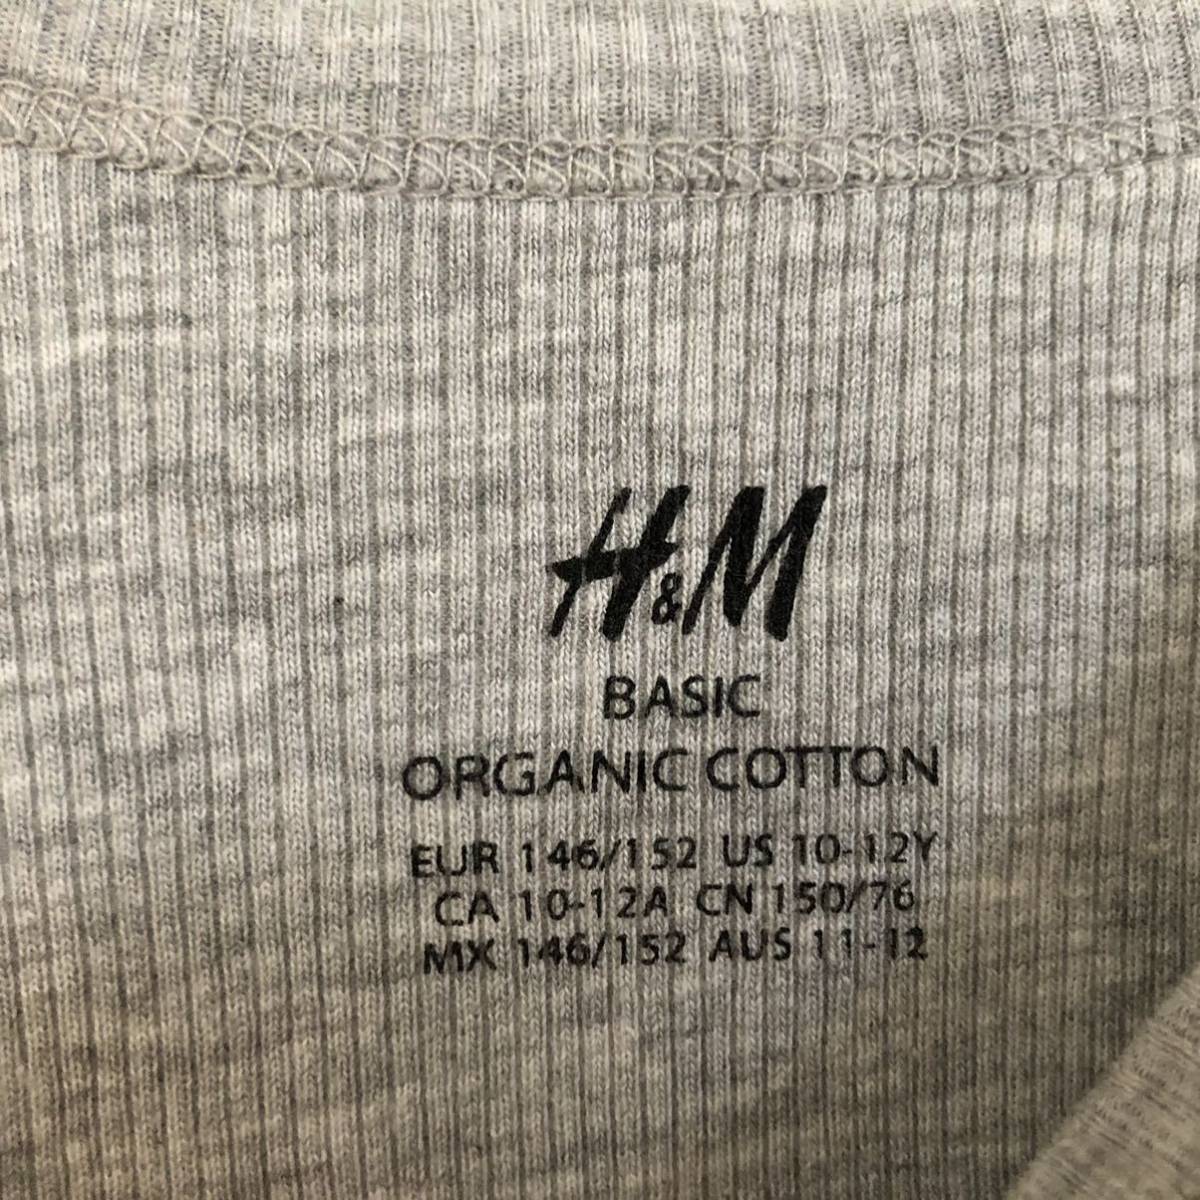 H&M
BASIC
ORGANIC COTTON
EUR 146/152 US 10-12Y
CA 10-12A CN 150/76
MX 146/152 AUS 11-12